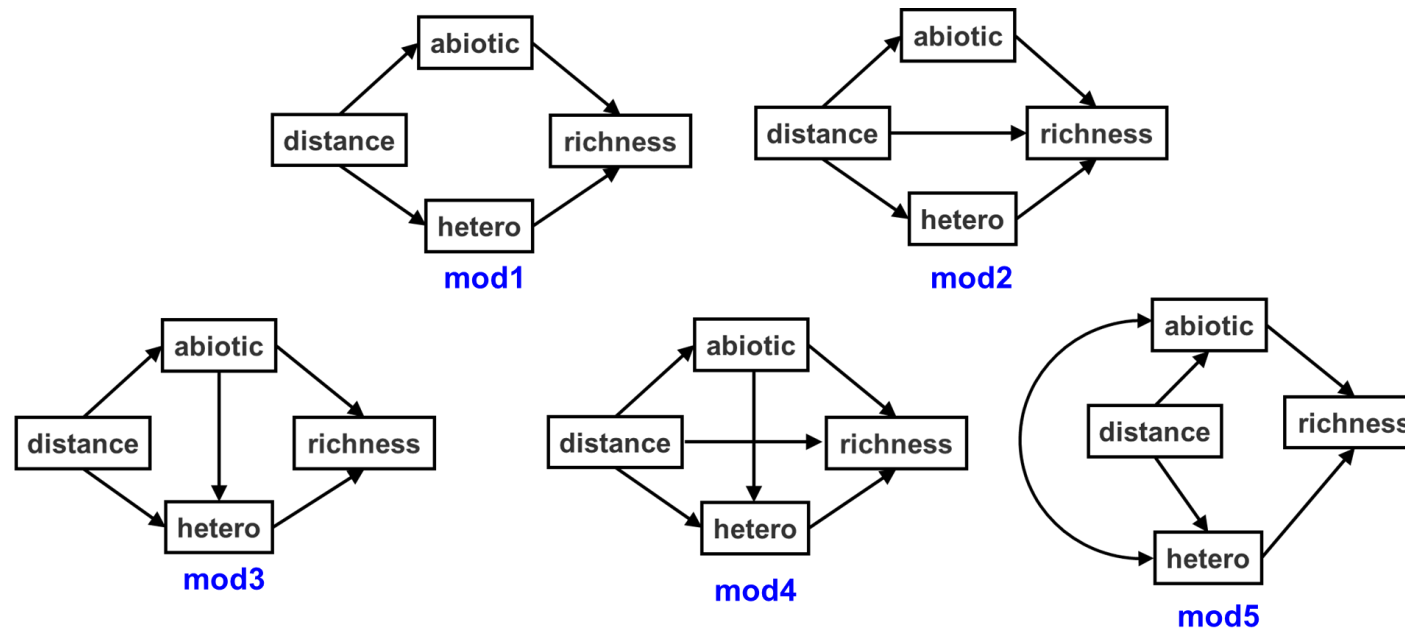 abiotic
distance
richness
hetero
mod1
abiotic
distance
richness
hetero
mod2
abiotic
distance
richness
hetero
mod3
abiotic
distance
richness
hetero
mod4
abiotic
distance
richness
hetero
mod5